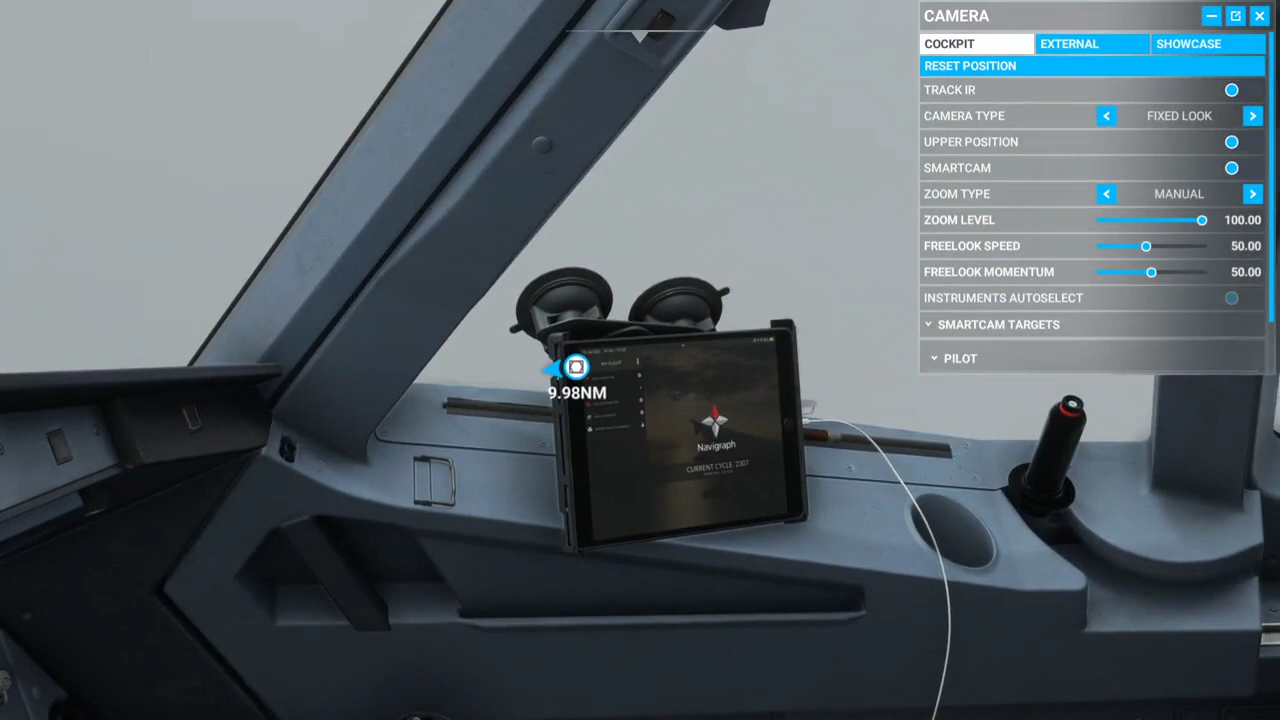 CAMERA
COCKPIT
EXTERNAL
SHOWCASE
RESET POSITION
TRACK IR
CAMERA TYPE
FIXED LOOK
UPPER POSITION
SMARTCAM
ZOOM TYPE
MANUAL
ZOOM LEVEL
100.00
FREELOOK SPEED
50.00
FREELOOK MOMENTUM
50.00
INSTRUMENTS AUTOSELECT
SMARTCAM TARGETS
PILOT
9.98NM
MY FLIGHT
Navigraph
CURRENT CYCLE: 2307